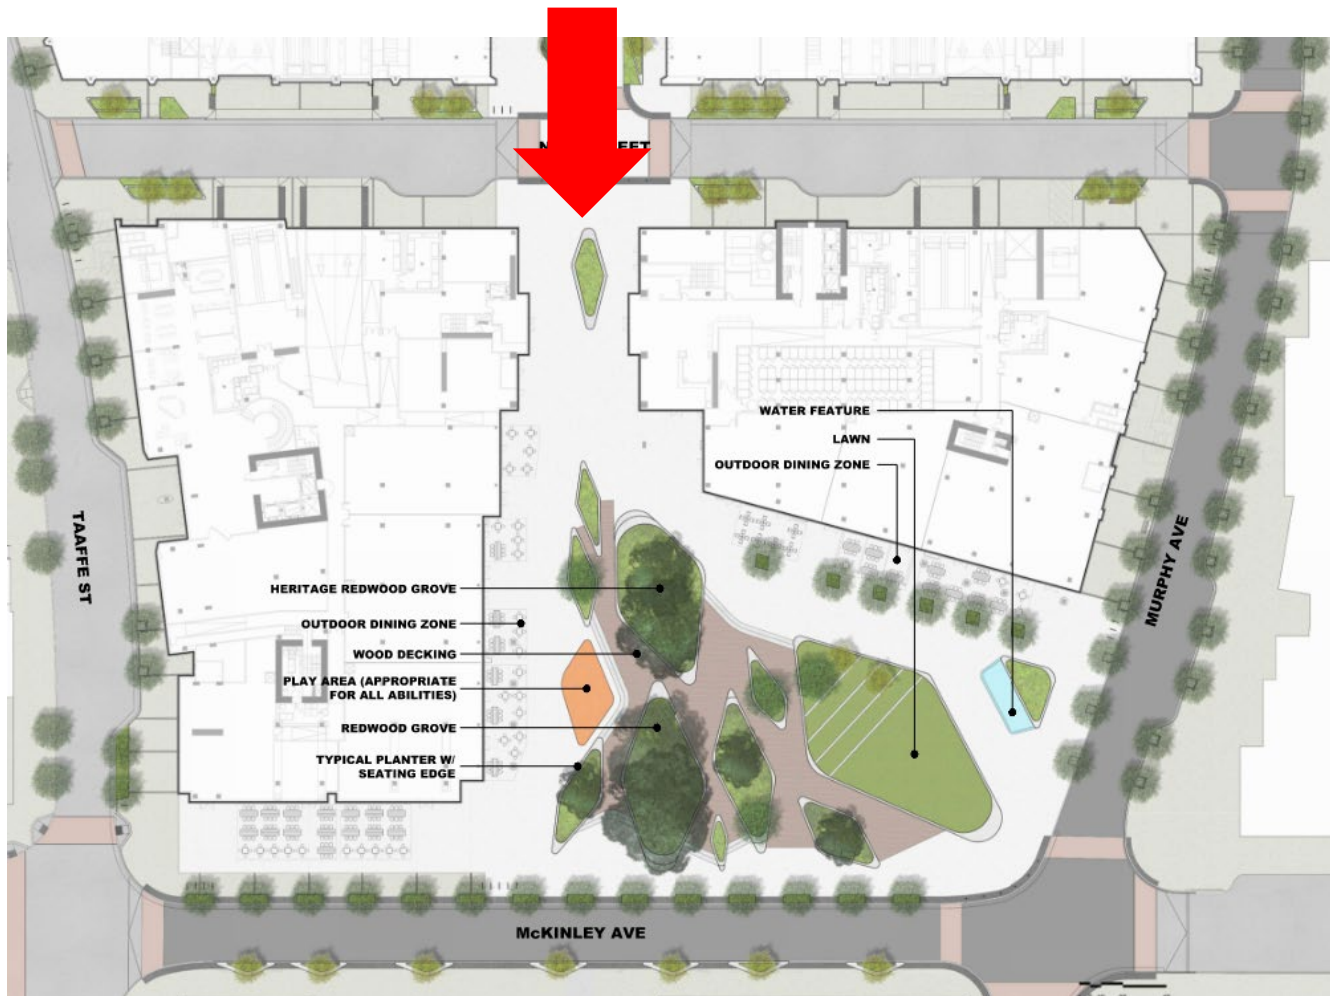 WATER FEATURE
LAWN
OUTDOOR DINING ZONE
TAAFFE ST
MURPHY AVE
HERITAGE REDWOOD GROVE
OUTDOOR DINING ZONE
WOOD DECKING
PLAY AREA (APPROPRIATE
FOR ALL ABILITIES)
REDWOOD GROVE
TYPICAL PLANTER W/
SEATING EDGE
McKINLEY AVE